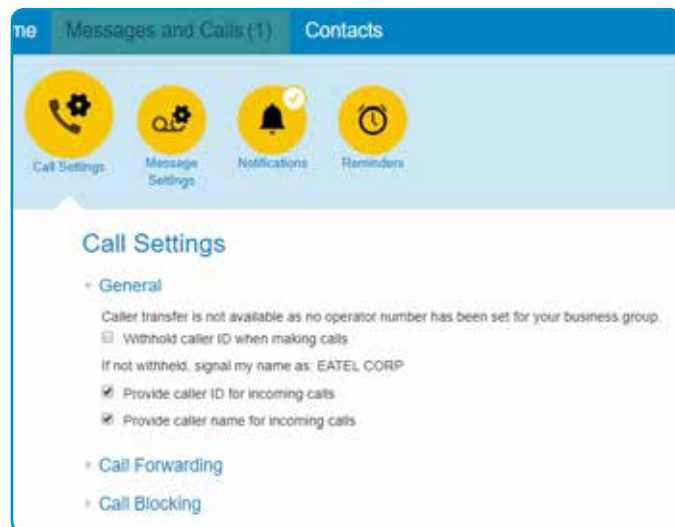 me Messages and Calls (1) Contacts
Call Settings Message Settings Notifications Reminders
Call Settings
General
Caller transfer is not available as no operator number has been set for your business group.
Withhold caller ID when making calls
If not withheld, signal my name as: EATEL CORP
Provide caller ID for incoming calls
Provide caller name for incoming calls
Call Forwarding
Call Blocking